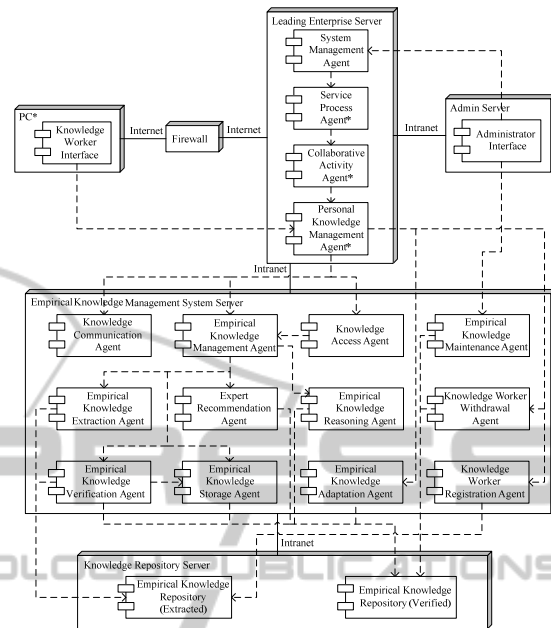 Leading Enterprise Server
System
Management
Agent
Service
Process
Agent*
Collaborative
Activity
Agent*
Personal
Knowledge
Management
Agent*
PC*
Knowledge
Worker
Interface
Internet
Firewall
Internet
Intranet
Admin Server
Administrator
Interface
Intranet
Empirical Knowledge Management System Server
Knowledge
Communication
Agent
Empirical
Knowledge
Management Agent
Knowledge
Access Agent
Empirical
Knowledge
Maintenance Agent
Empirical
Knowledge
Extraction Agent
Expert
Recommendation
Agent
Empirical
Knowledge
Reasoning Agent
Knowledge Worker
Withdrawal
Agent
Empirical
Knowledge
Verification Agent
Empirical
Knowledge
Storage Agent
Empirical
Knowledge
Adaptation Agent
Knowledge
Worker
Registration Agent
Intranet
Knowledge Repository Server
Empirical Knowledge
Repository
(Extracted)
Empirical Knowledge
Repository (Verified)
PRESS
PUBLICATIONS